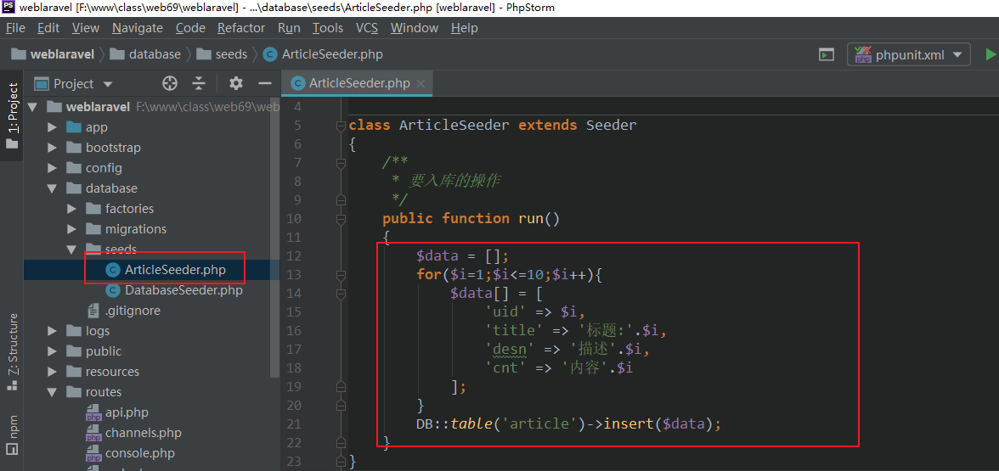 weblaravel [F:\www\class\web69\weblaravel] - ...\database\seeds\ArticleSeeder.php [weblaravel] - PhpStorm
File Edit View Navigate Code Refactor Run Tools VCS Window Help
weblaravel database seeds ArticleSeeder.php phpunit.xml
1: Project
7: Structure
npm
Project
weblaravel F:\www\class\web69\web
app
bootstrap
config
database
factories
migrations
seeds
ArticleSeeder.php
DatabaseSeeder.php
.gitignore
logs
public
resources
routes
api.php
channels.php
console.php
ArticleSeeder.php
4
5 class ArticleSeeder extends Seeder
6 {
7 /**
8 * 要入库的操作
9 */
10 public function run()
11 {
12 $data = [];
13 for($i=1;$i<=10;$i++){
14 $data[] = [
15 'uid' => $i,
16 'title' => '标题:'.$i,
17 'desn' => '描述'.$i,
18 'cnt' => '内容'.$i
19 ];
20 }
21 DB::table('article')->insert($data);
22 }
23 }